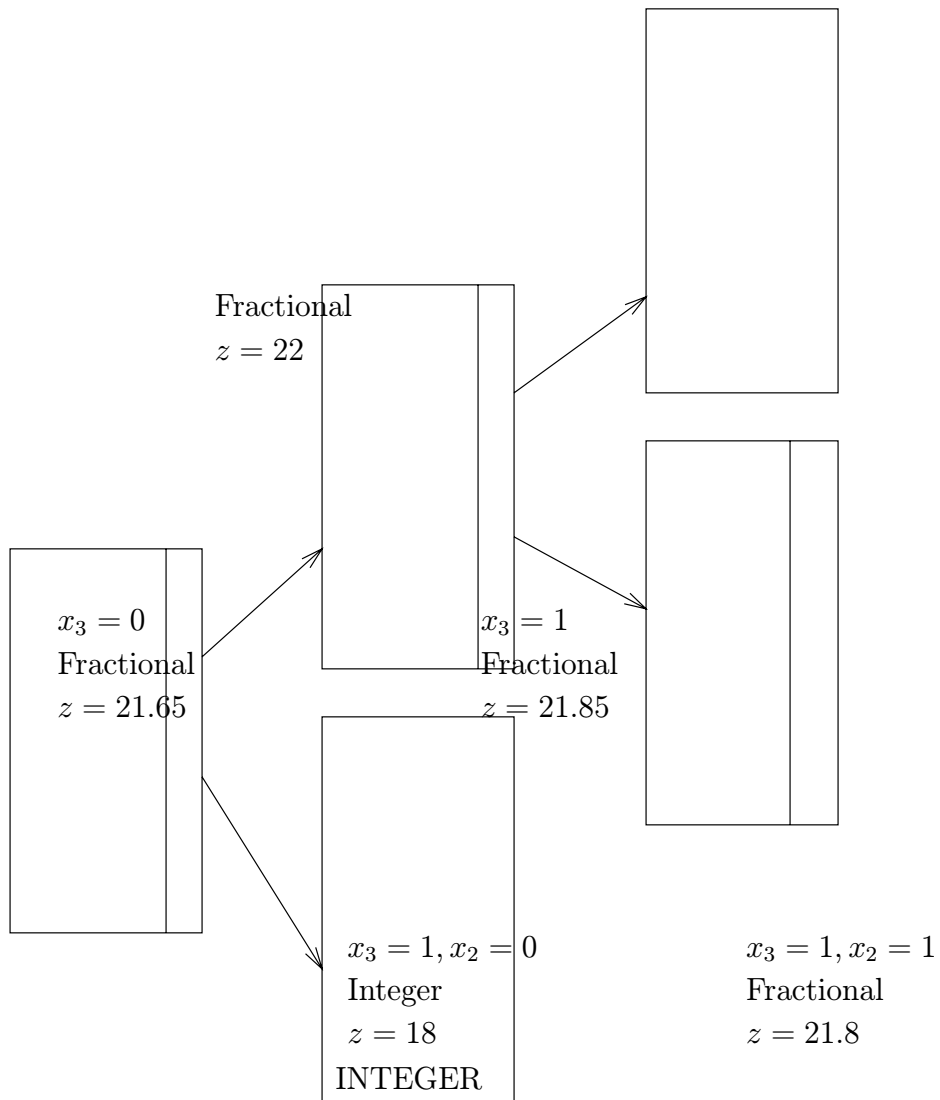 Fractional
z = 22
x₃ = 0
Fractional
z = 21.65
x₃ = 1
Fractional
z = 21.85
x₃ = 1, x₂ = 0
Integer
z = 18
INTEGER
x₃ = 1, x₂ = 1
Fractional
z = 21.8